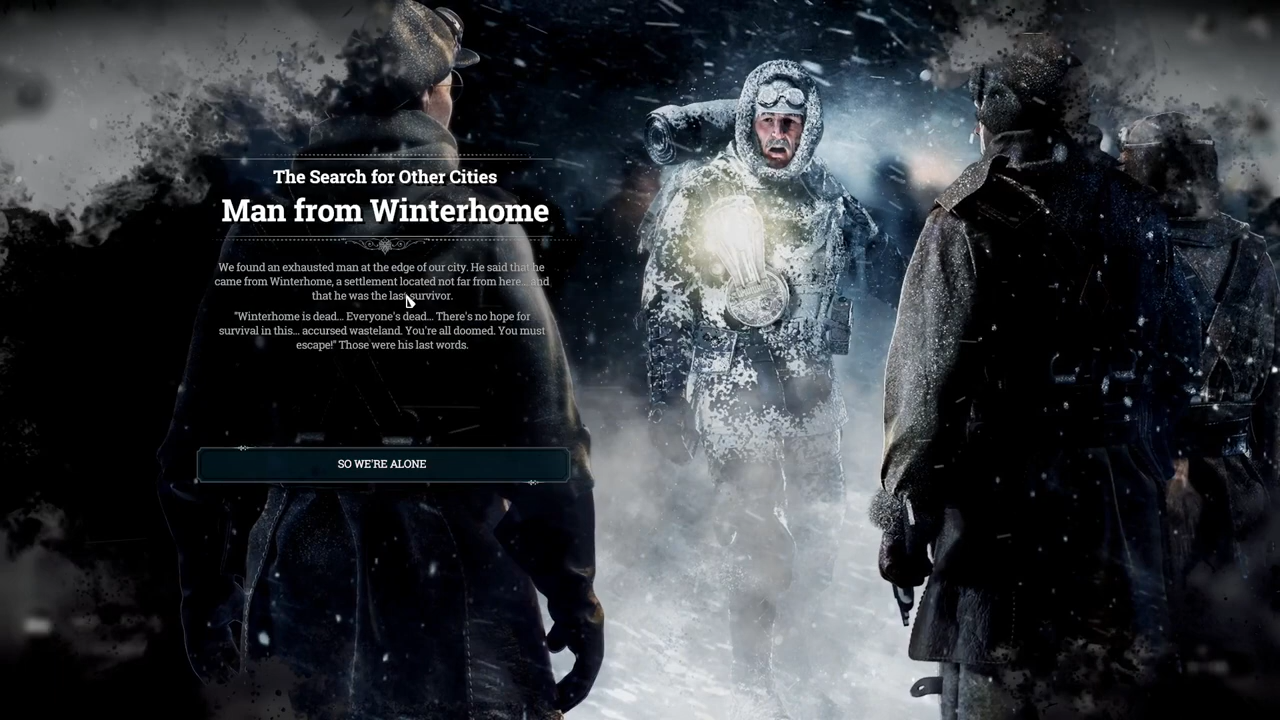 The Search for Other Cities
Man from Winterhome
We found an exhausted man at the edge of our city. He said that he
came from Winterhome, a settlement located not far from here... and
that he was the last survivor.
"Winterhome is dead... Everyone's dead... There's no hope for
survival in this... accursed wasteland. You're all doomed. You must
escape!" Those were his last words.
SO WE'RE ALONE